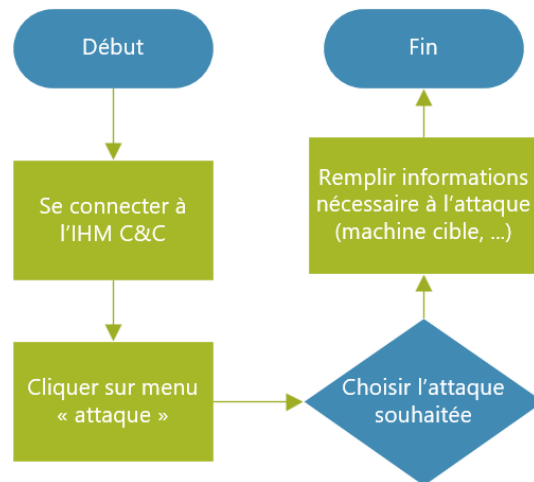 Début
Se connecter à
l'IHM C&C
Cliquer sur menu
« attaque »
Choisir l'attaque
souhaitée
Remplir informations
nécessaire à l'attaque
(machine cible, ...)
Fin